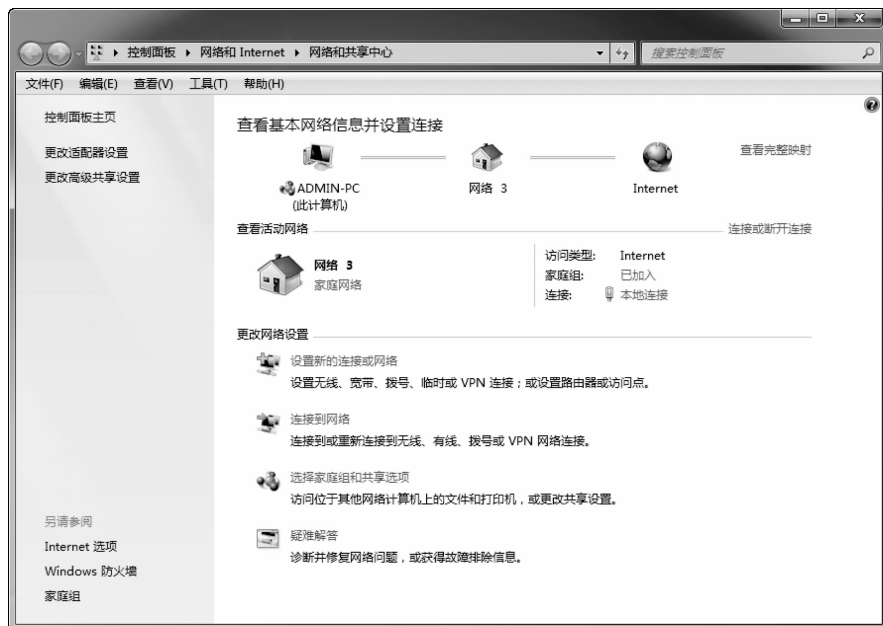 控制面板 ▸ 网络和 Internet ▸ 网络和共享中心
搜索控制面板
文件(F) 编辑(E) 查看(V) 工具(T) 帮助(H)
控制面板主页
更改适配器设置
更改高级共享设置
查看基本网络信息并设置连接
ADMIN-PC
(此计算机)
网络 3
Internet
查看完整映射
查看活动网络
连接或断开连接
网络 3
家庭网络
访问类型: Internet
家庭组: 已加入
连接: 本地连接
更改网络设置
设置新的连接或网络
设置无线、宽带、拨号、临时或 VPN 连接；或设置路由器或访问点。
连接到网络
连接到或重新连接到无线、有线、拨号或 VPN 网络连接。
选择家庭组和共享选项
访问位于其他网络计算机上的文件和打印机，或更改共享设置。
疑难解答
诊断并修复网络问题，或获得故障排除信息。
另请参阅
Internet 选项
Windows 防火墙
家庭组